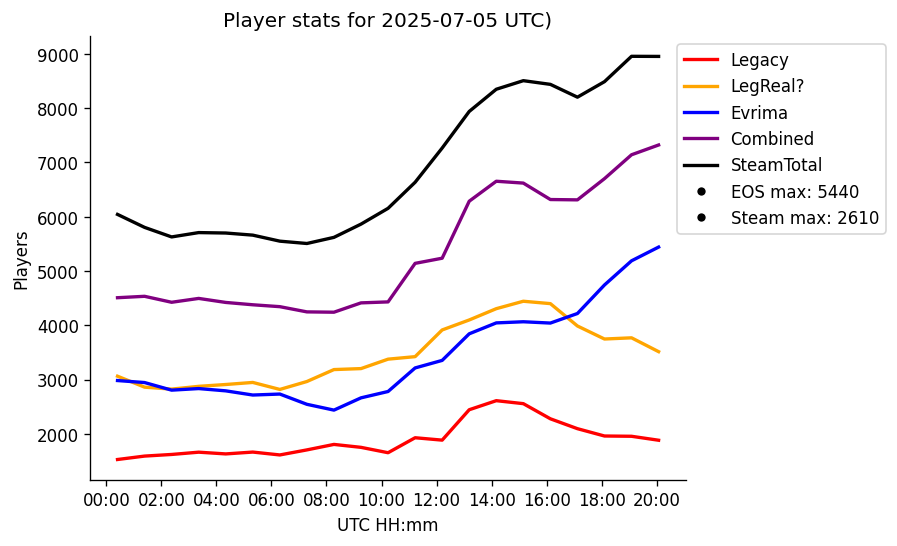 Player stats for 2025-07-05 UTC)
9000
8000
7000
6000
5000
4000
3000
2000
Players
00:00 02:00 04:00 06:00 08:00 10:00 12:00 14:00 16:00 18:00 20:00
UTC HH:mm
Legacy
LegReal?
Evrima
Combined
SteamTotal
EOS max: 5440
Steam max: 2610